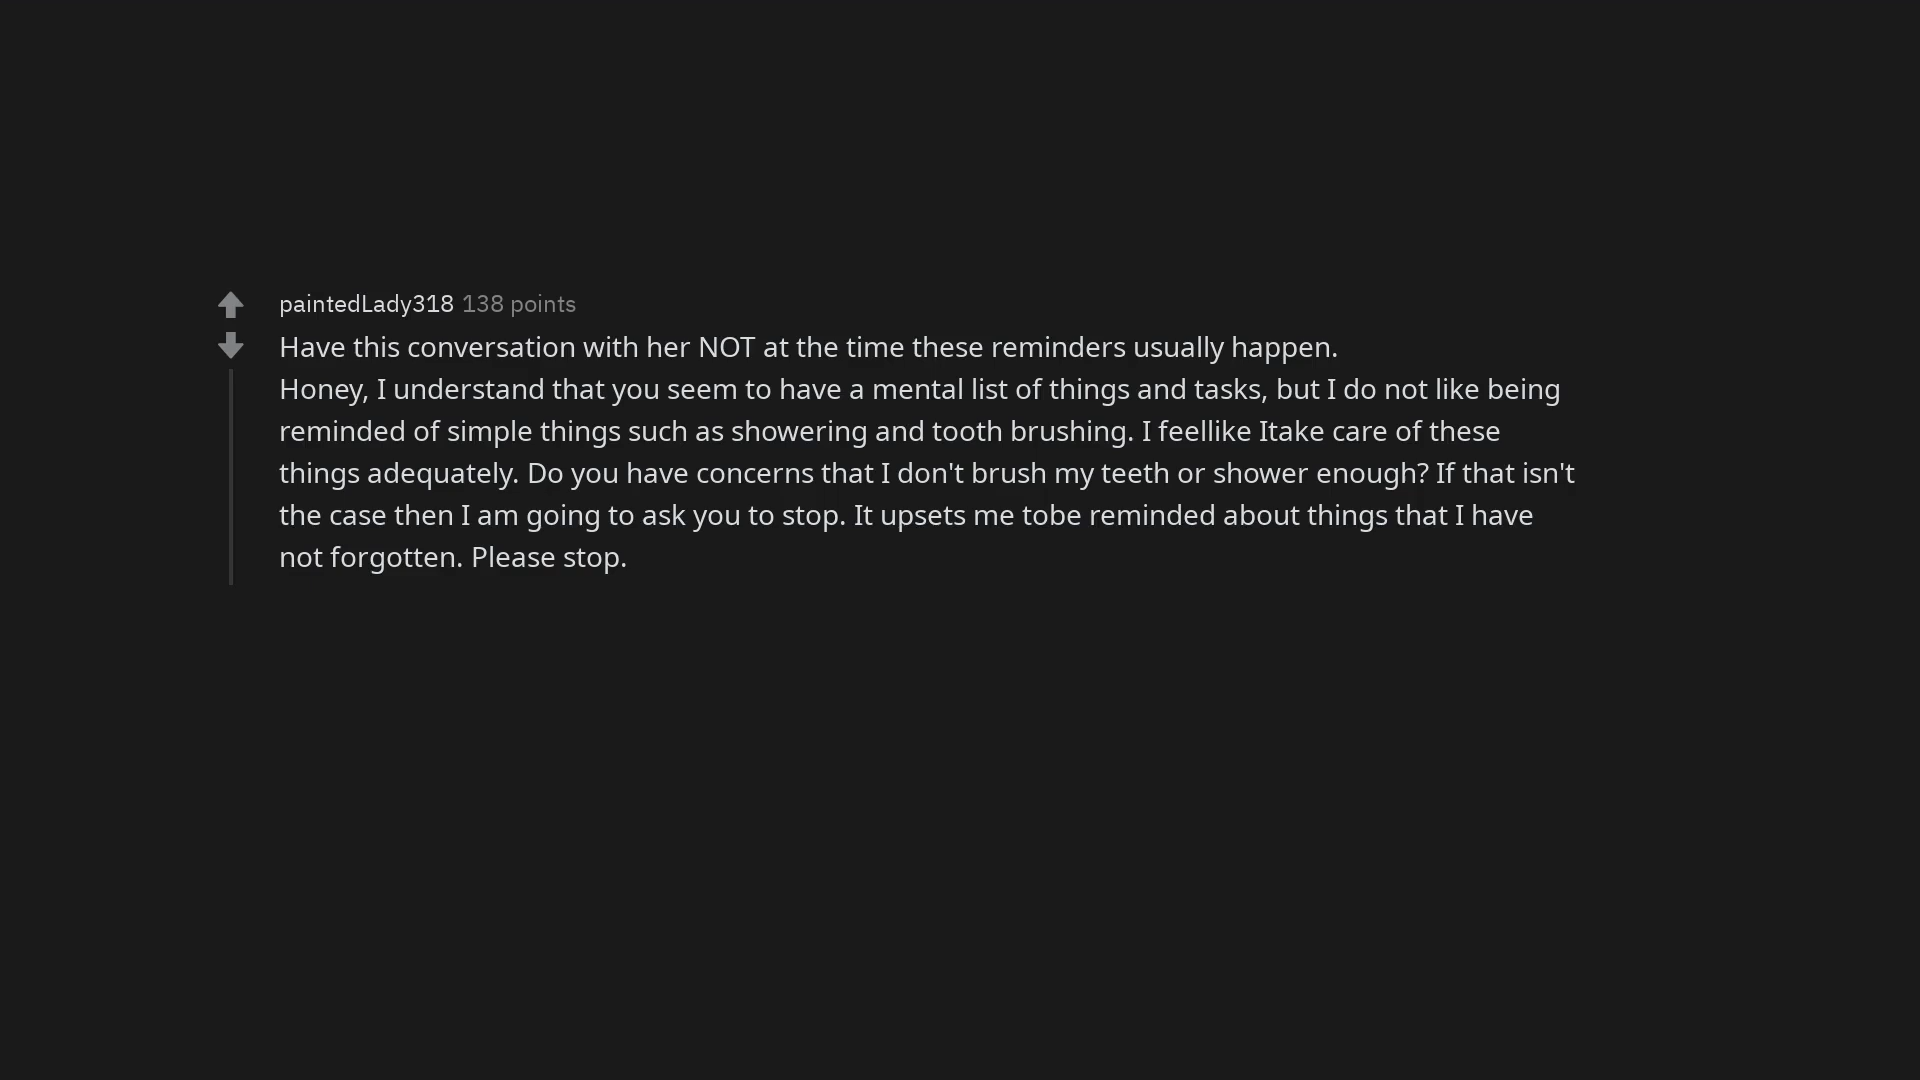 paintedLady318 138 points
Have this conversation with her NOT at the time these reminders usually happen.
Honey, I understand that you seem to have a mental list of things and tasks, but I do not like being
reminded of simple things such as showering and tooth brushing. I feellike Itake care of these
things adequately. Do you have concerns that I don't brush my teeth or shower enough? If that isn't
the case then I am going to ask you to stop. It upsets me tobe reminded about things that I have
not forgotten. Please stop.